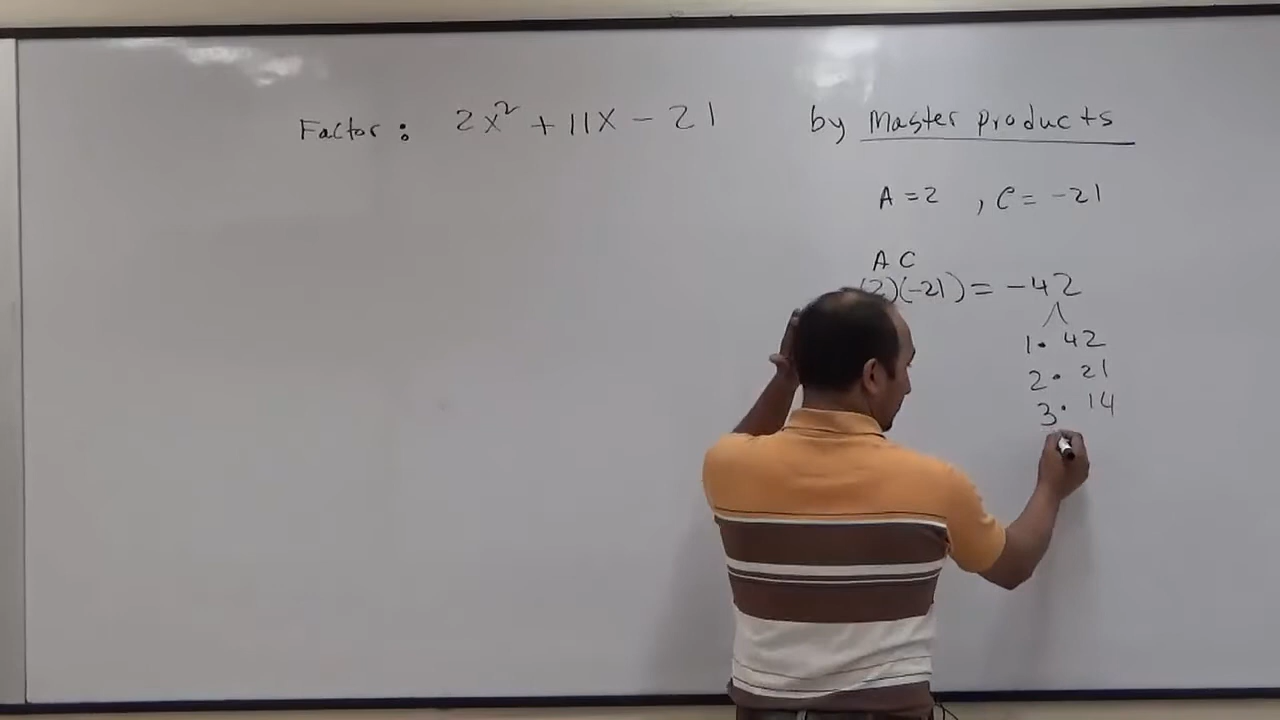 Factor: 2x² + 11x - 21 by Master products
A = 2 , C = -21
A C
(2)(-21) = -42
1 · 42
2 · 21
3 · 14